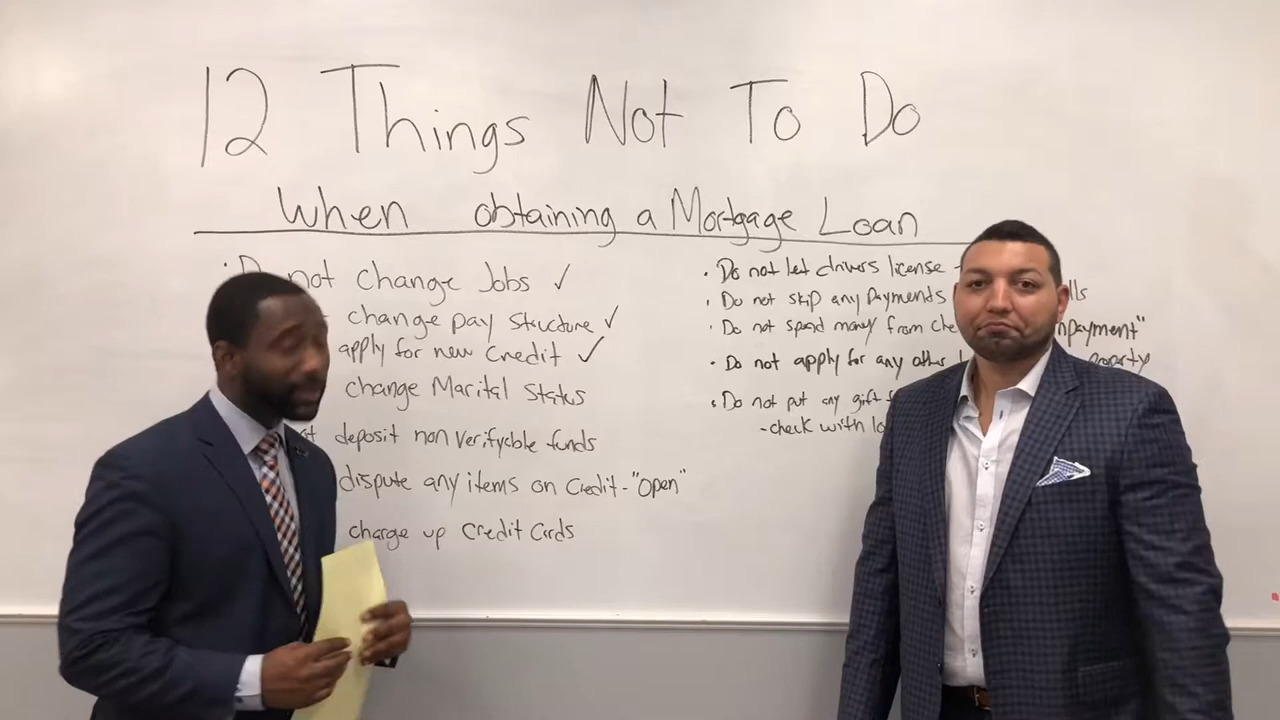 12 Things Not To Do
When obtaining a Mortgage Loan
Do not Change Jobs ✓
change pay Structure ✓
apply for new Credit ✓
change Marital Status
deposit non verifyable funds
dispute any items on Credit - "Open"
charge up Credit Cards
· Do not let drivers license
· Do not skip any Payments
· Do not spend money from
· Do not apply for any other property
· Do not put any gift
- check with